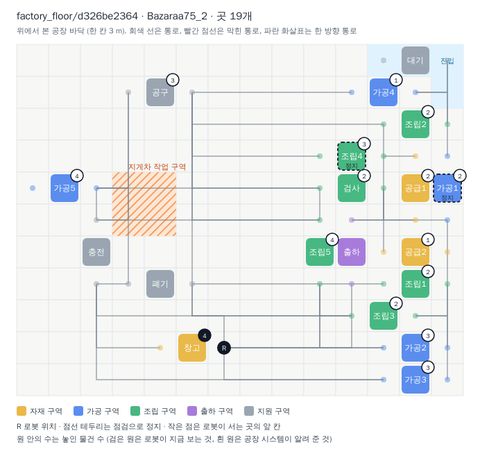 factory_floor/d326be2364 · Bazaraa75_2 · 곳 19개
위에서 본 공장 바닥 (한 칸 3 m). 회색 선은 통로, 빨간 점선은 막힌 통로, 파란 화살표는 한 방향 통로
대기
전립
공구 3
가공4 1
조립2 2
조립4 3
정지
지게차 작업 구역
가공5 4
검사 2
공급1 2
가공1 2
정지
충전
조립5 4
출하
공급2 1
폐기
조립1 2
조립3 2
창고 4
R
가공2 3
가공3 3
자재 구역
가공 구역
조립 구역
출하 구역
지원 구역
R 로봇 위치 · 점선 테두리는 점검으로 정지 · 작은 점은 로봇이 서는 곳의 앞 칸
원 안의 수는 놓인 물건 수 (검은 원은 로봇이 지금 보는 것, 흰 원은 공장 시스템이 알려 준 것)